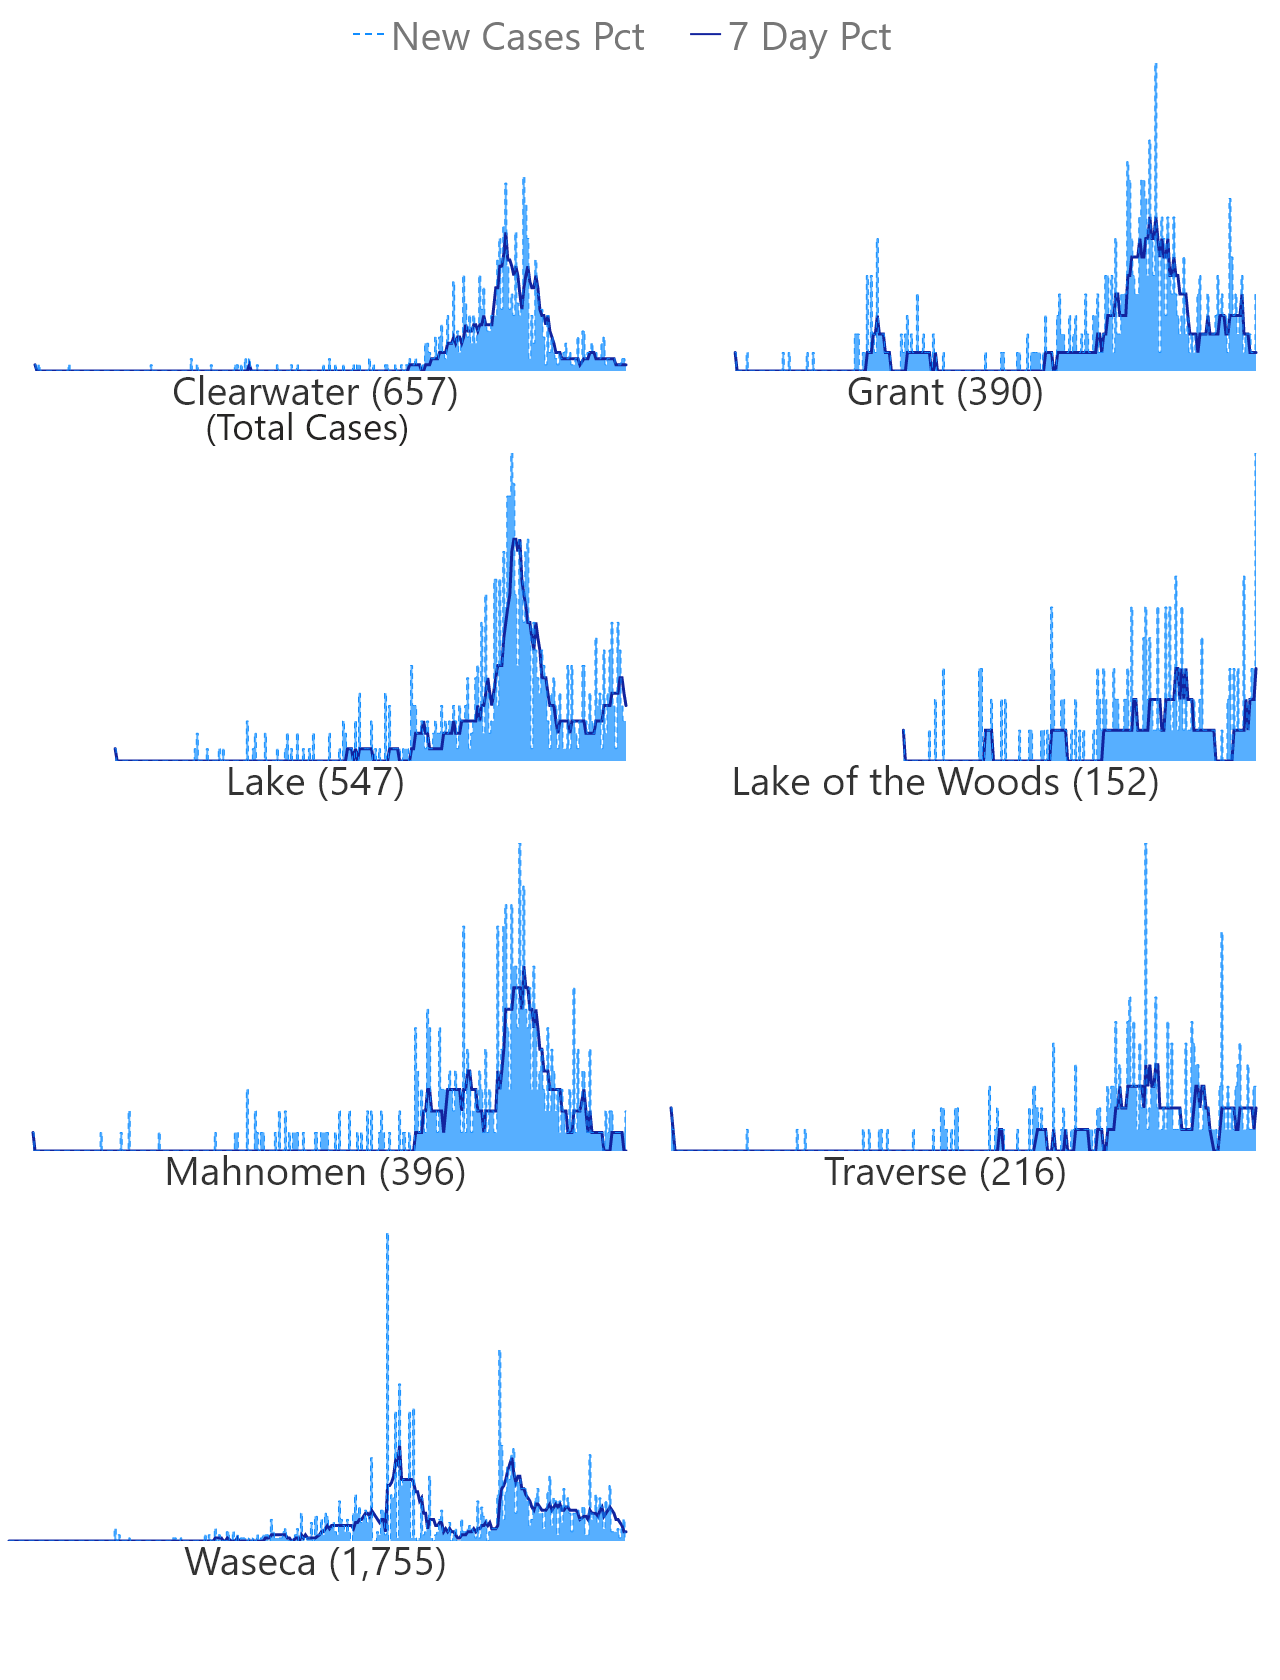 New Cases Pct 7 Day Pct
Clearwater (657)
(Total Cases)
Grant (390)
Lake (547)
Lake of the Woods (152)
Mahnomen (396)
Traverse (216)
Waseca (1,755)